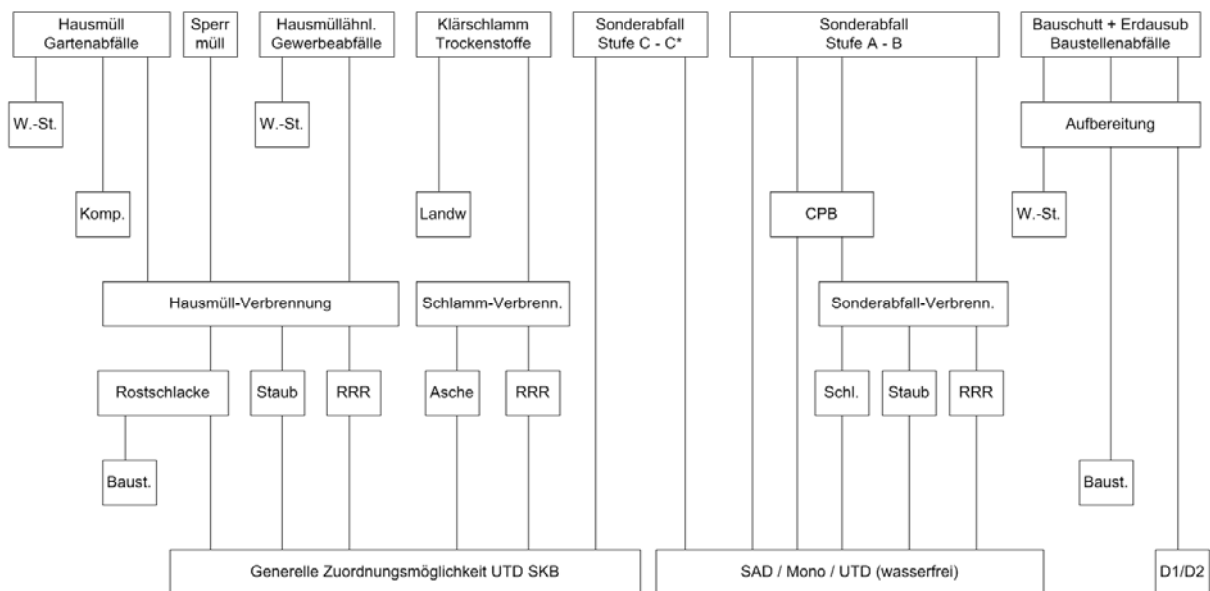 Hausmüll
Gartenabfälle
Sperr
müll
Hausmüllähnl.
Gewerbeabfälle
Klärschlamm
Trockenstoffe
Sonderabfall
Stufe C - C*
Sonderabfall
Stufe A - B
Bauschutt + Erdausub
Baustellenabfälle
W.-St.
W.-St.
Aufbereitung
Komp.
Landw
CPB
W.-St.
Hausmüll-Verbrennung
Schlamm-Verbrenn.
Sonderabfall-Verbrenn.
Rostschlacke
Staub
RRR
Asche
RRR
Schl.
Staub
RRR
Baust.
Baust.
Generelle Zuordnungsmöglichkeit UTD SKB
SAD / Mono / UTD (wasserfrei)
D1/D2